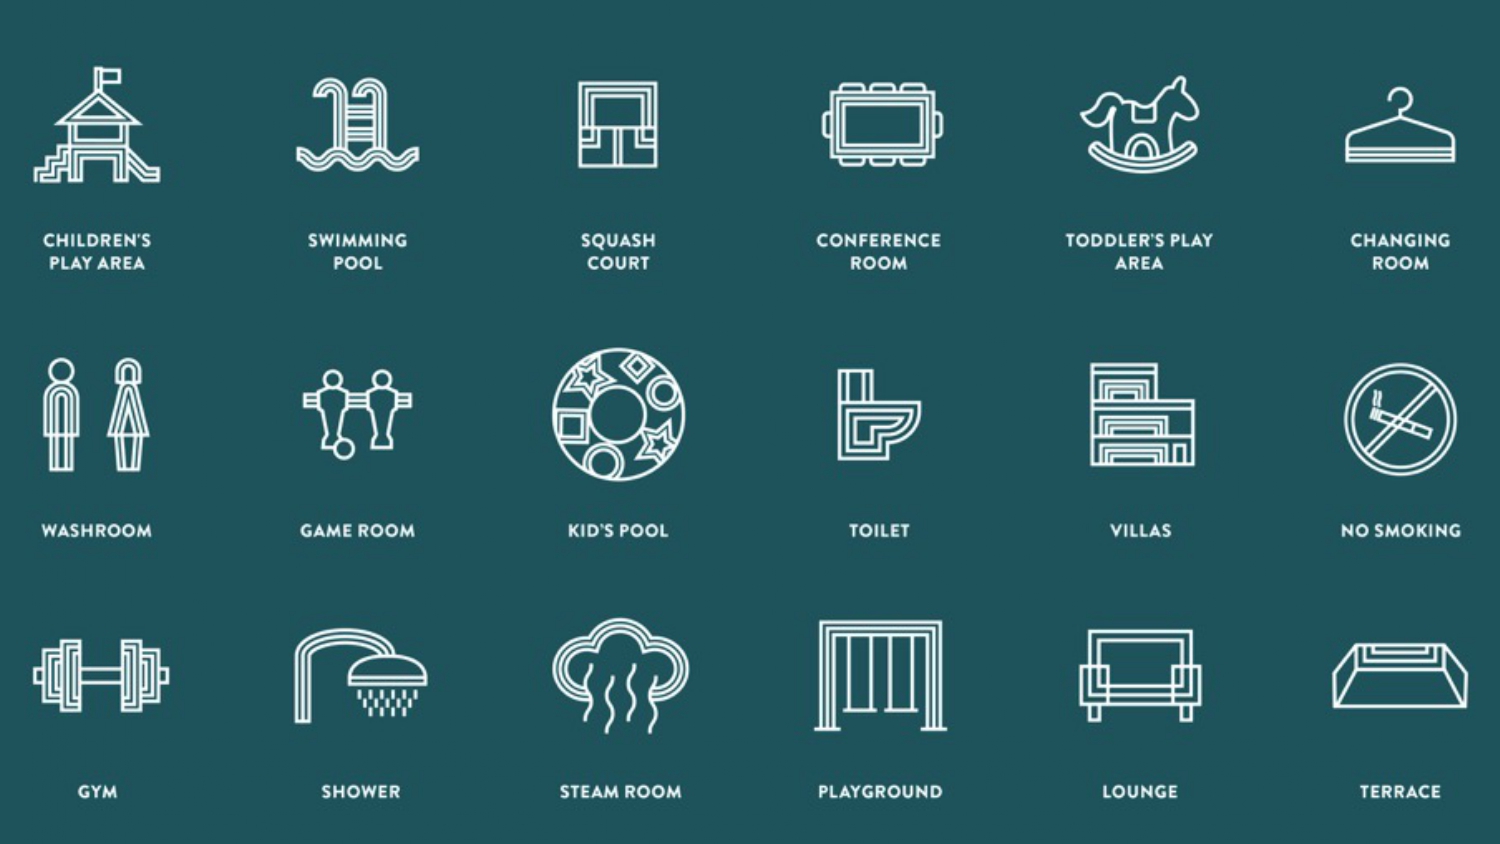 CHILDREN'S
PLAY AREA
SWIMMING
POOL
SQUASH
COURT
CONFERENCE
ROOM
TODDLER'S PLAY
AREA
CHANGING
ROOM
WASHROOM
GAME ROOM
KID'S POOL
TOILET
VILLAS
NO SMOKING
GYM
SHOWER
STEAM ROOM
PLAYGROUND
LOUNGE
TERRACE